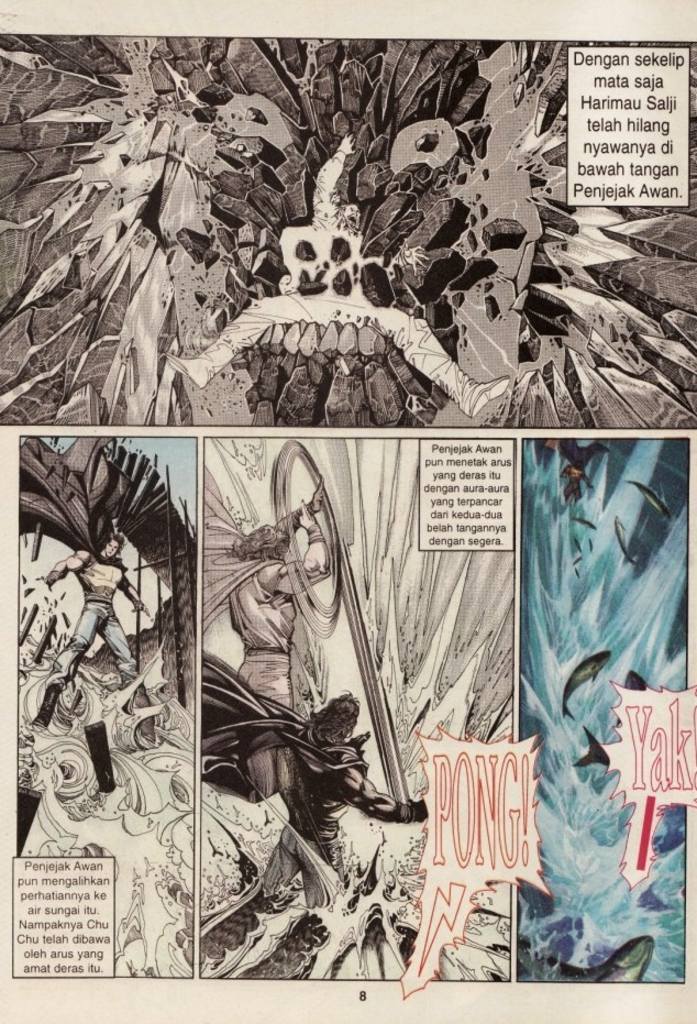 Dengan sekelip
mata saja
Harimau Salji
telah hilang
nyawanya di
bawah tangan
Penjejak Awan.
Penjejak Awan
pun mengalihkan
perhatiannya ke
air sungai itu.
Nampaknya Chu
Chu telah dibawa
oleh arus yang
amat deras itu.
Penjejak Awan
pun menetak arus
yang deras itu
dengan aura-aura
yang terpancar
dari kedua-dua
belah tangannya
dengan segera.
PONG!
Yak!
8